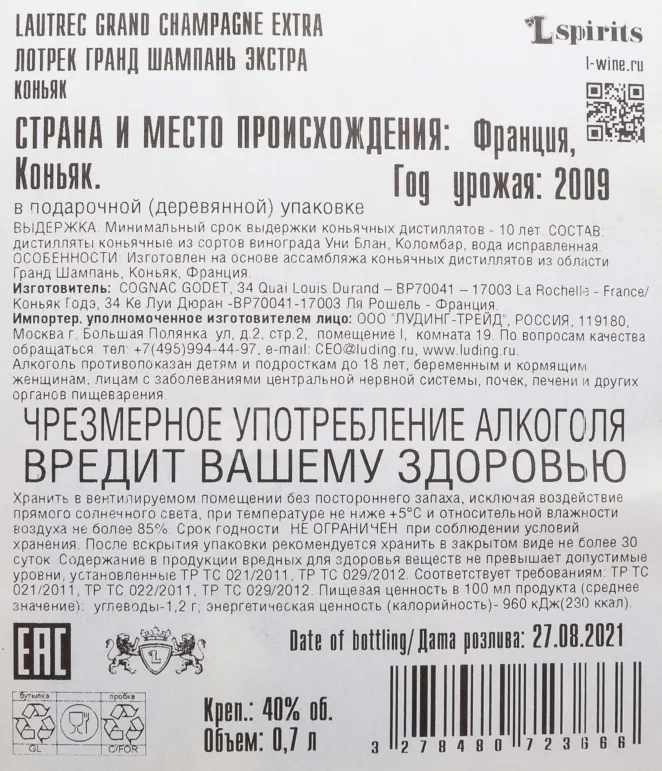 LAUTREC GRAND CHAMPAGNE EXTRA
ЛОТРЕК ГРАНД ШАМПАНЬ ЭКСТРА
КОНЬЯК
L spirits
l-wine.ru
СТРАНА И МЕСТО ПРОИСХОЖДЕНИЯ: Франция,
Коньяк. Год урожая: 2009
в подарочной (деревянной) упаковке
ВЫДЕРЖКА: Минимальный срок выдержки коньячных дистиллятов - 10 лет. СОСТАВ:
дистилляты коньячные из сортов винограда Уни Блан, Коломбар, вода исправленная.
ОСОБЕННОСТИ: Изготовлен на основе ассамбляжа коньячных дистиллятов из области
Гранд Шампань, Коньяк, Франция.
Изготовитель: COGNAC GODET, 34 Quai Louis Durand – BP70041 – 17003 La Rochelle - France/
Коньяк Годэ, 34 Ке Луи Дюран -BP70041-17003 Ля Рошель - Франция.
Импортер, уполномоченное изготовителем лицо: ООО "ЛУДИНГ-ТРЕЙД", РОССИЯ, 119180,
Москва г, Большая Полянка ул, д.2, стр.2, помещение I, комната 19. По вопросам качества
обращаться: тел: +7(495)994-44-97, e-mail: CEO@luding.ru, www.luding.ru.
Алкоголь противопоказан детям и подросткам до 18 лет, беременным и кормящим
женщинам, лицам с заболеваниями центральной нервной системы, почек, печени и других
органов пищеварения.
ЧРЕЗМЕРНОЕ УПОТРЕБЛЕНИЕ АЛКОГОЛЯ
ВРЕДИТ ВАШЕМУ ЗДОРОВЬЮ
Хранить в вентилируемом помещении без постороннего запаха, исключая воздействие
прямого солнечного света, при температуре не ниже +5°C и относительной влажности
воздуха не более 85%. Срок годности НЕ ОГРАНИЧЕН при соблюдении условий
хранения. После вскрытия упаковки рекомендуется хранить в закрытом виде не более 30
суток. Содержание в продукции вредных для здоровья веществ не превышает допустимые
уровни, установленные ТР ТС 021/2011, ТР ТС 029/2012. Соответствует требованиям: ТР ТС
021/2011, ТР ТС 022/2011, ТР ТС 029/2012. Пищевая ценность в 100 мл продукта (среднее
значение): углеводы-1,2 г; энергетическая ценность (калорийность)- 960 кДж(230 ккал).
EAC
L
Date of bottling/ Дата розлива: 27.08.2021
бутылка пробка
GL C/FOR
Креп.: 40% об.
Объем: 0,7 л
3 278480 723666